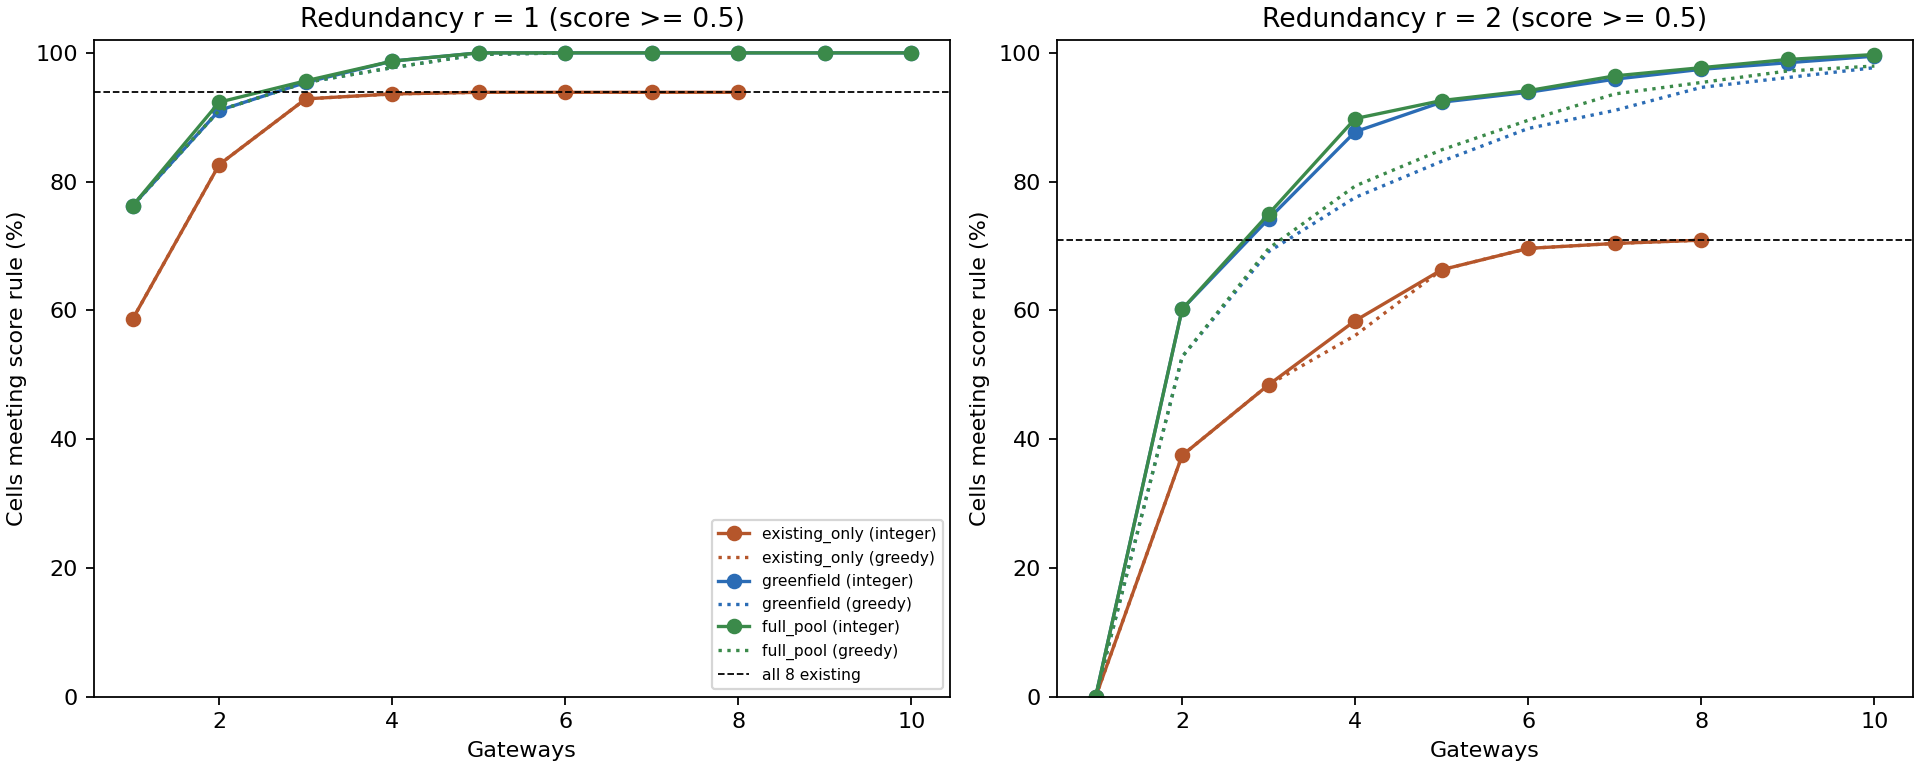 Redundancy r = 1 (score >= 0.5)
Cells meeting score rule (%)
100
80
60
40
20
0
2
4
6
8
10
Gateways
existing_only (integer)
existing_only (greedy)
greenfield (integer)
greenfield (greedy)
full_pool (integer)
full_pool (greedy)
all 8 existing
Redundancy r = 2 (score >= 0.5)
Cells meeting score rule (%)
100
80
60
40
20
0
2
4
6
8
10
Gateways